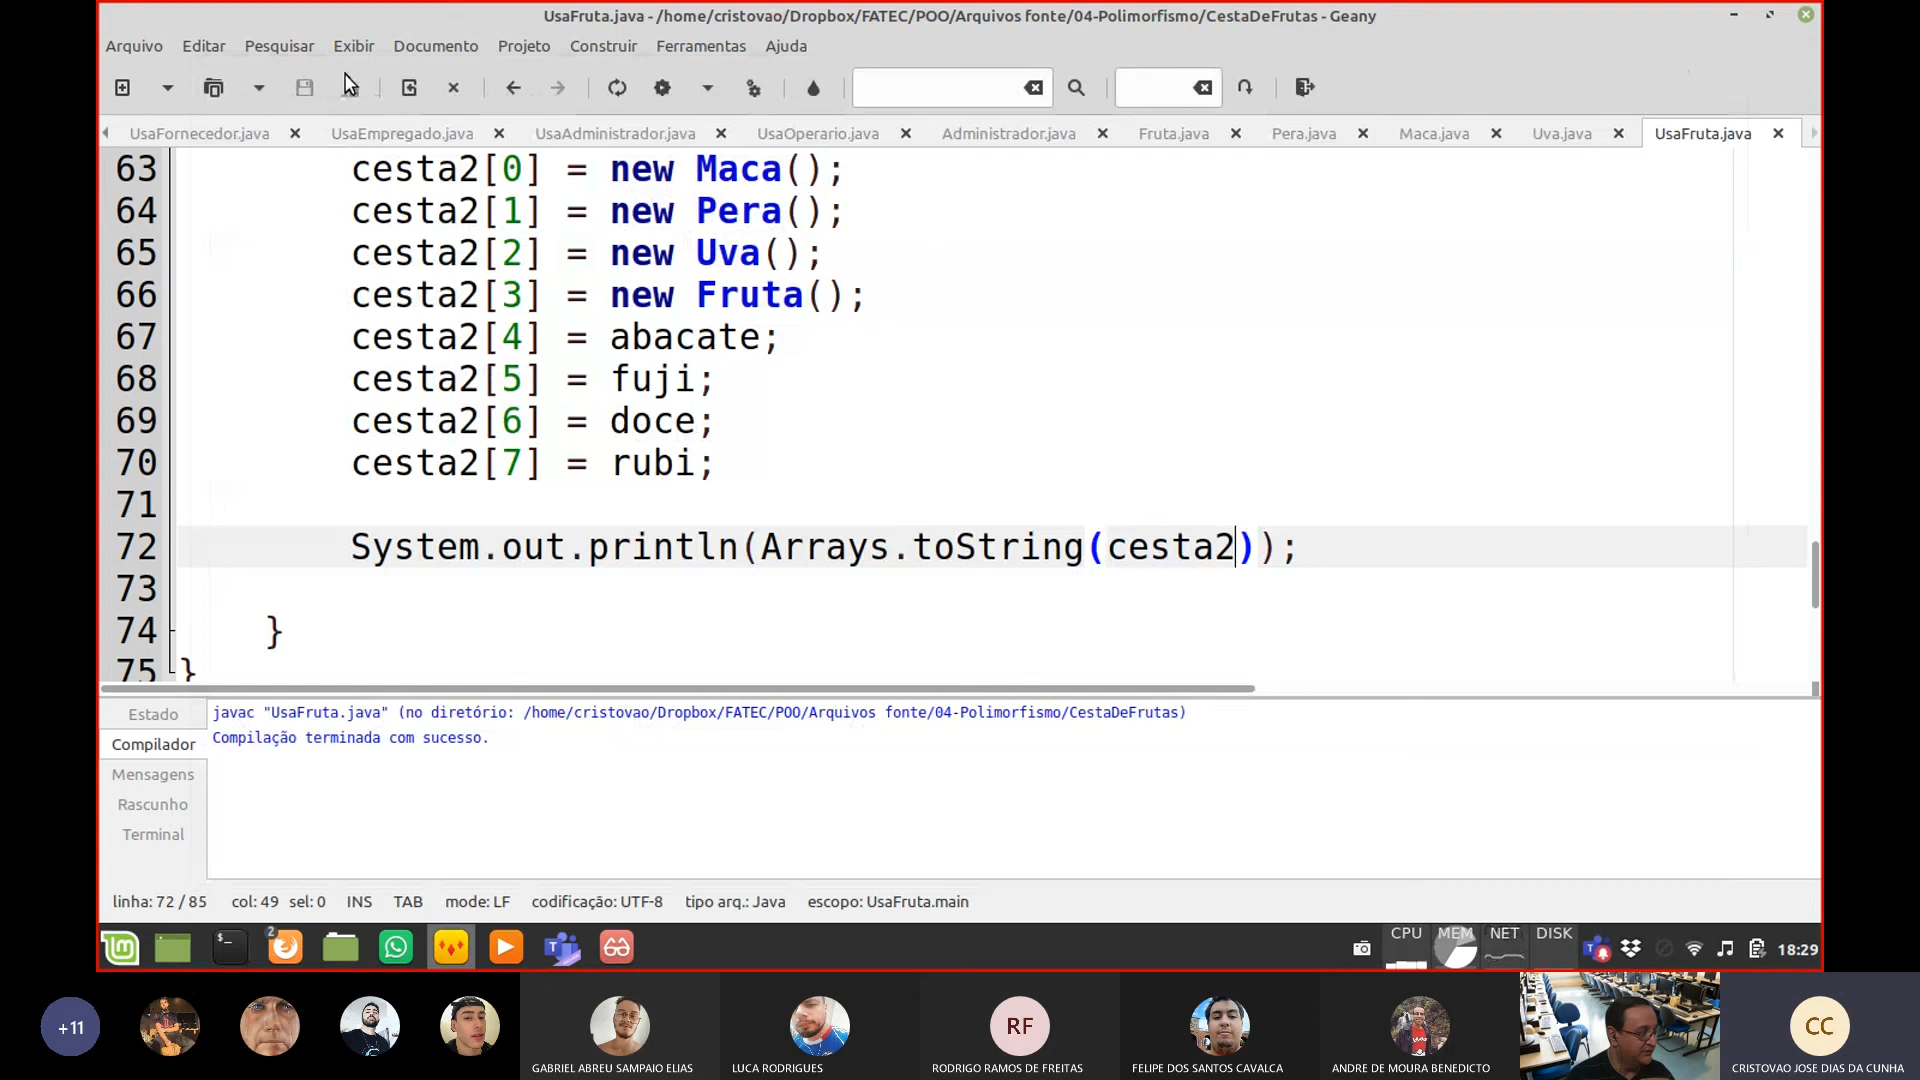 UsaFruta.java - /home/cristovao/Dropbox/FATEC/POO/Arquivos fonte/04-Polimorfismo/CestaDeFrutas - Geany
Arquivo Editar Pesquisar Exibir Documento Projeto Construir Ferramentas Ajuda
UsaFornecedor.java UsaEmpregado.java UsaAdministrador.java UsaOperario.java Administrador.java Fruta.java Pera.java Maca.java Uva.java UsaFruta.java
63 cesta2[0] = new Maca();
64 cesta2[1] = new Pera();
65 cesta2[2] = new Uva();
66 cesta2[3] = new Fruta();
67 cesta2[4] = abacate;
68 cesta2[5] = fuji;
69 cesta2[6] = doce;
70 cesta2[7] = rubi;
71
72 System.out.println(Arrays.toString(cesta2));
73
74 }
75 }
Estado
Compilador
Mensagens
Rascunho
Terminal
javac "UsaFruta.java" (no diretório: /home/cristovao/Dropbox/FATEC/POO/Arquivos fonte/04-Polimorfismo/CestaDeFrutas)
Compilação terminada com sucesso.
linha: 72 / 85 col: 49 sel: 0 INS TAB mode: LF codificação: UTF-8 tipo arq.: Java escopo: UsaFruta.main
2
CPU MEM NET DISK
18:29
+11
RF
CC
GABRIEL ABREU SAMPAIO ELIAS
LUCA RODRIGUES
RODRIGO RAMOS DE FREITAS
FELIPE DOS SANTOS CAVALCA
ANDRE DE MOURA BENEDICTO
CRISTOVAO JOSE DIAS DA CUNHA